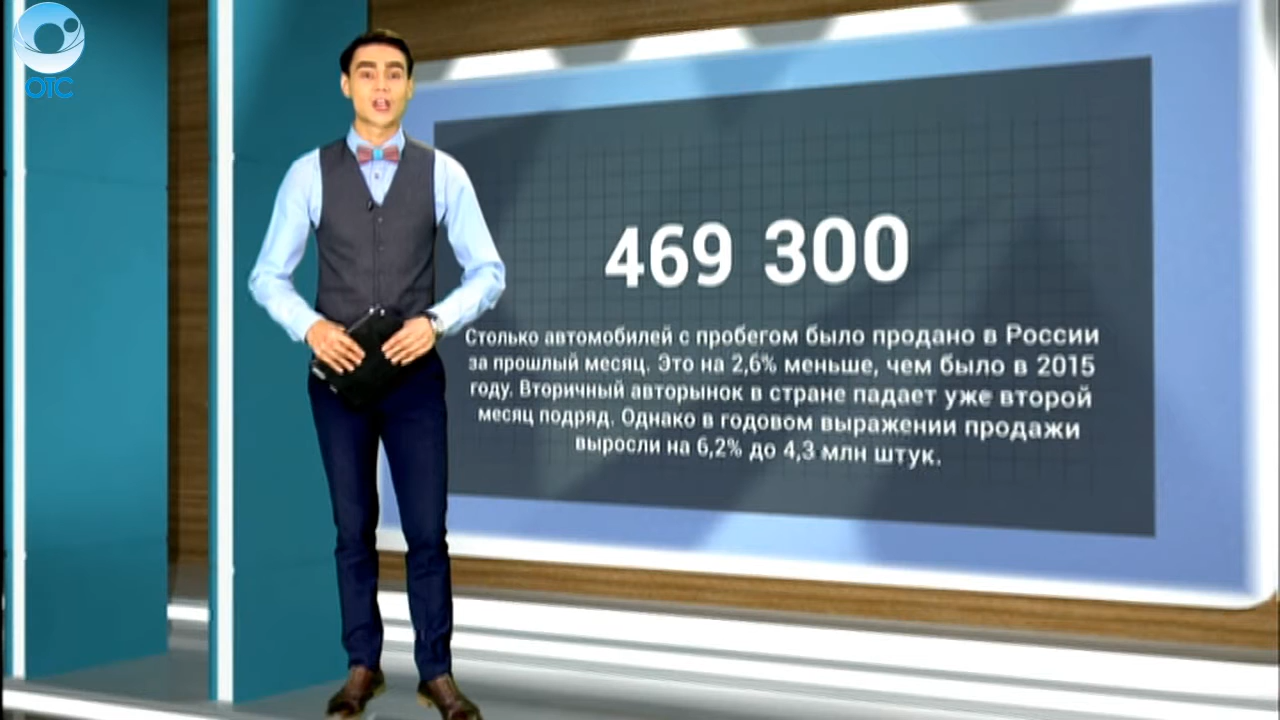 ОТС
469 300
Столько автомобилей с пробегом было продано в России
за прошлый месяц. Это на 2,6% меньше, чем было в 2015
году. Вторичный авторынок в стране падает уже второй
месяц подряд. Однако в годовом выражении продажи
выросли на 6,2% до 4,3 млн штук.